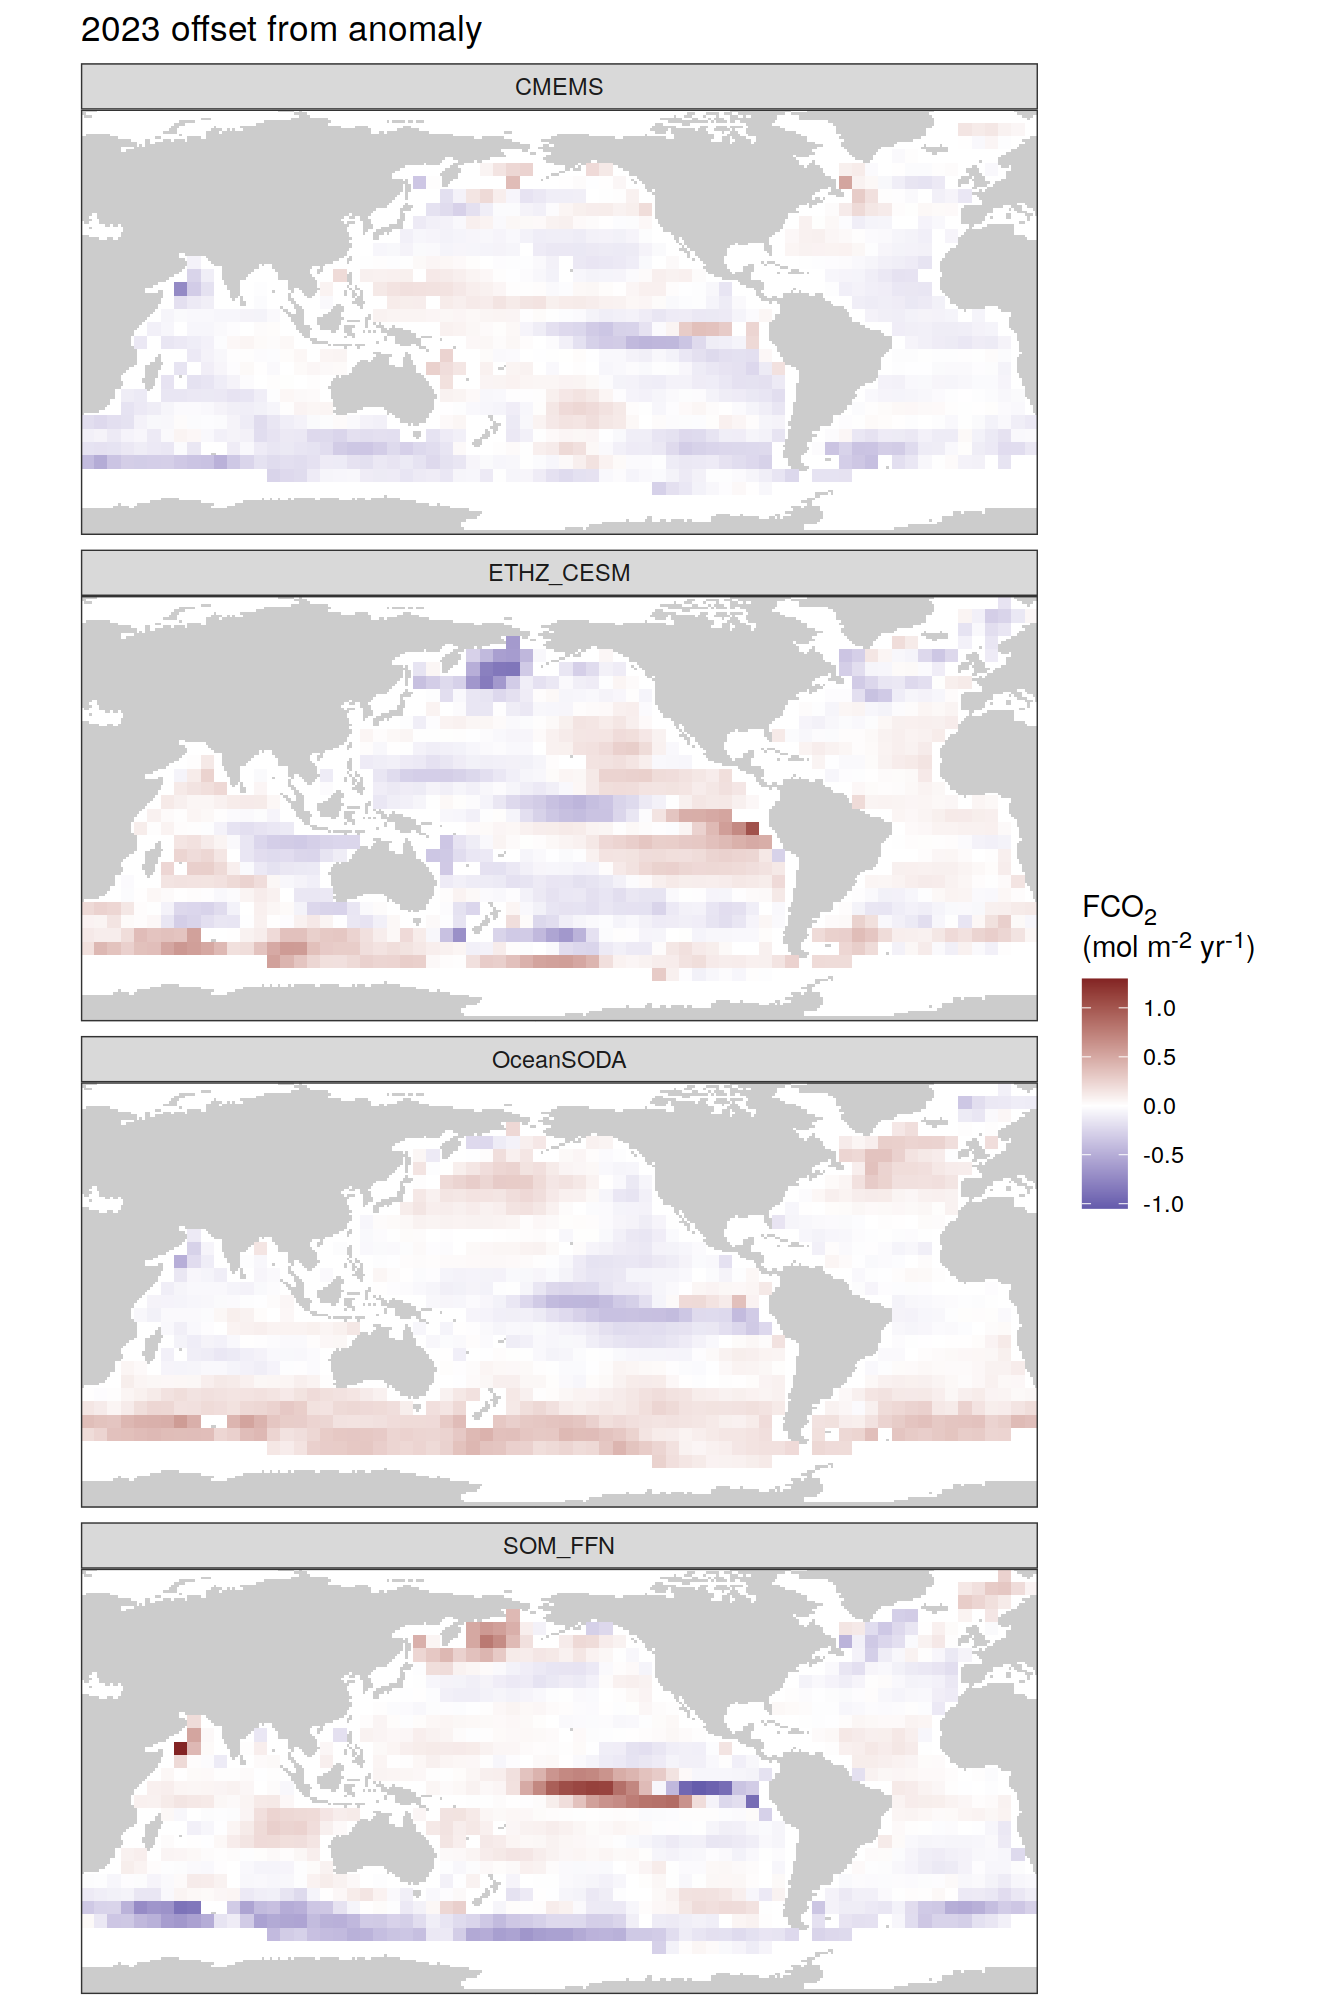 2023 offset from anomaly
CMEMS
ETHZ_CESM
OceanSODA
SOM_FFN
FCO₂
(mol m⁻² yr⁻¹)
1.0
0.5
0.0
-0.5
-1.0